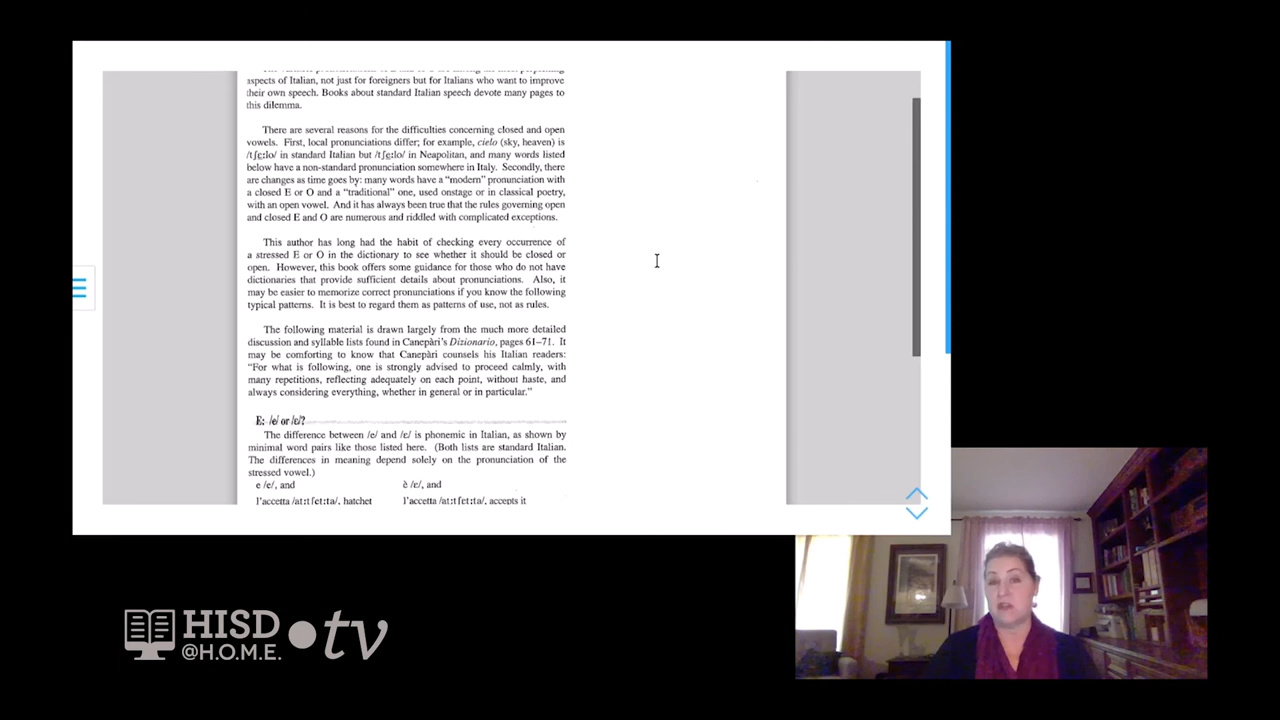 aspects of Italian, not just for foreigners but for Italians who want to improve
their own speech. Books about standard Italian speech devote many pages to
this dilemma.
There are several reasons for the difficulties concerning closed and open
vowels. First, local pronunciations differ; for example, cielo (sky, heaven) is
/tʃɛːlo/ in standard Italian but /tʃeːlo/ in Neapolitan, and many words listed
below have a non-standard pronunciation somewhere in Italy. Secondly, there
are changes as time goes by: many words have a “modern” pronunciation with
a closed E or O and a “traditional” one, used onstage or in classical poetry,
with an open vowel. And it has always been true that the rules governing open
and closed E and O are numerous and riddled with complicated exceptions.
This author has long had the habit of checking every occurrence of
a stressed E or O in the dictionary to see whether it should be closed or
open. However, this book offers some guidance for those who do not have
dictionaries that provide sufficient details about pronunciations. Also, it
may be easier to memorize correct pronunciations if you know the following
typical patterns. It is best to regard them as patterns of use, not as rules.
The following material is drawn largely from the much more detailed
discussion and syllable lists found in Canepàri's Dizionario, pages 61–71. It
may be comforting to know that Canepàri counsels his Italian readers:
“For what is following, one is strongly advised to proceed calmly, with
many repetitions, reflecting adequately on each point, without haste, and
always considering everything, whether in general or in particular.”
E: /e/ or /ɛ/?
The difference between /e/ and /ɛ/ is phonemic in Italian, as shown by
minimal word pairs like those listed here. (Both lists are standard Italian.
The differences in meaning depend solely on the pronunciation of the
stressed vowel.)
e /e/, and
è /ɛ/, and
l'accetta /atːtʃetːta/, hatchet
l'accetta /atːtʃɛtːta/, accepts it
HISD
@H.O.M.E.
tv